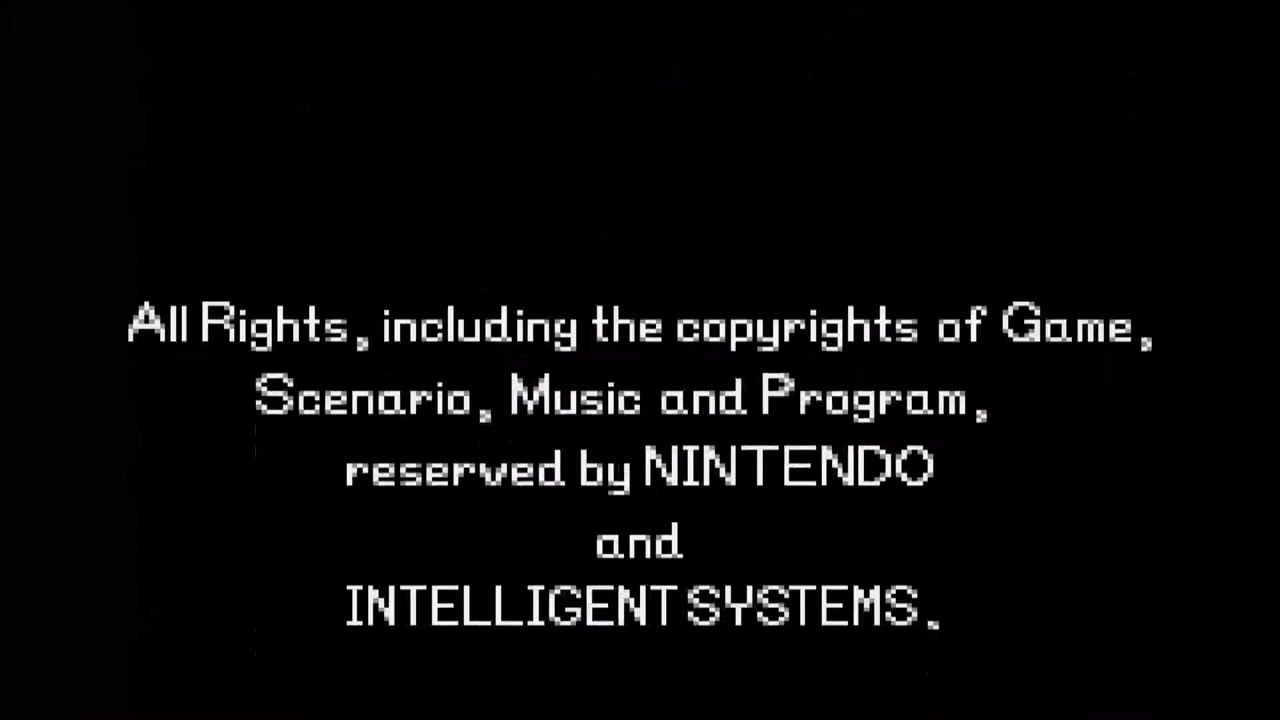 All Rights, including the copyrights of Game,
Scenario, Music and Program,
reserved by NINTENDO
and
INTELLIGENT SYSTEMS.